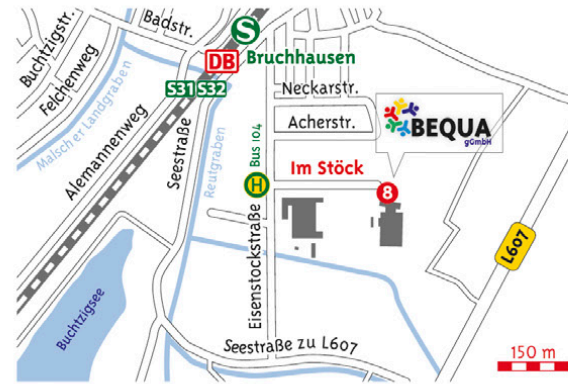 Badstr.
Buchtzigstr.
Felchenweg
S
DB
Bruchhausen
Malscher Landgraben
S31 S32
Neckarstr.
Acherstr.
BEQUA
gGmbH
Alemannenweg
Seestraße
Reutgraben
Bus 104
Im Stöck
H
8
Eisenstockstraße
L607
Buchtzigsee
Seestraße zu L607
150 m